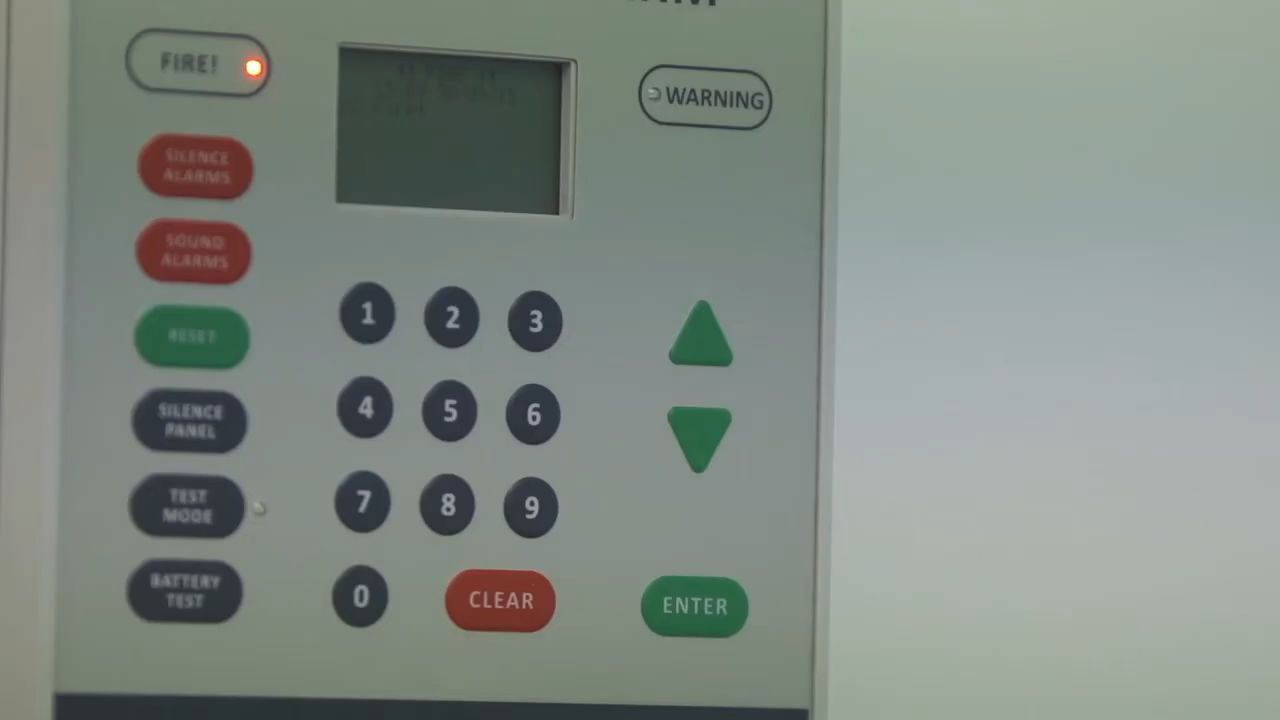 FIRE!
WARNING
SILENCE
ALARMS
SOUND
ALARMS
RESET
1 2 3
SILENCE
PANEL
4 5 6
TEST
MODE
7 8 9
BATTERY
TEST
0 CLEAR ENTER